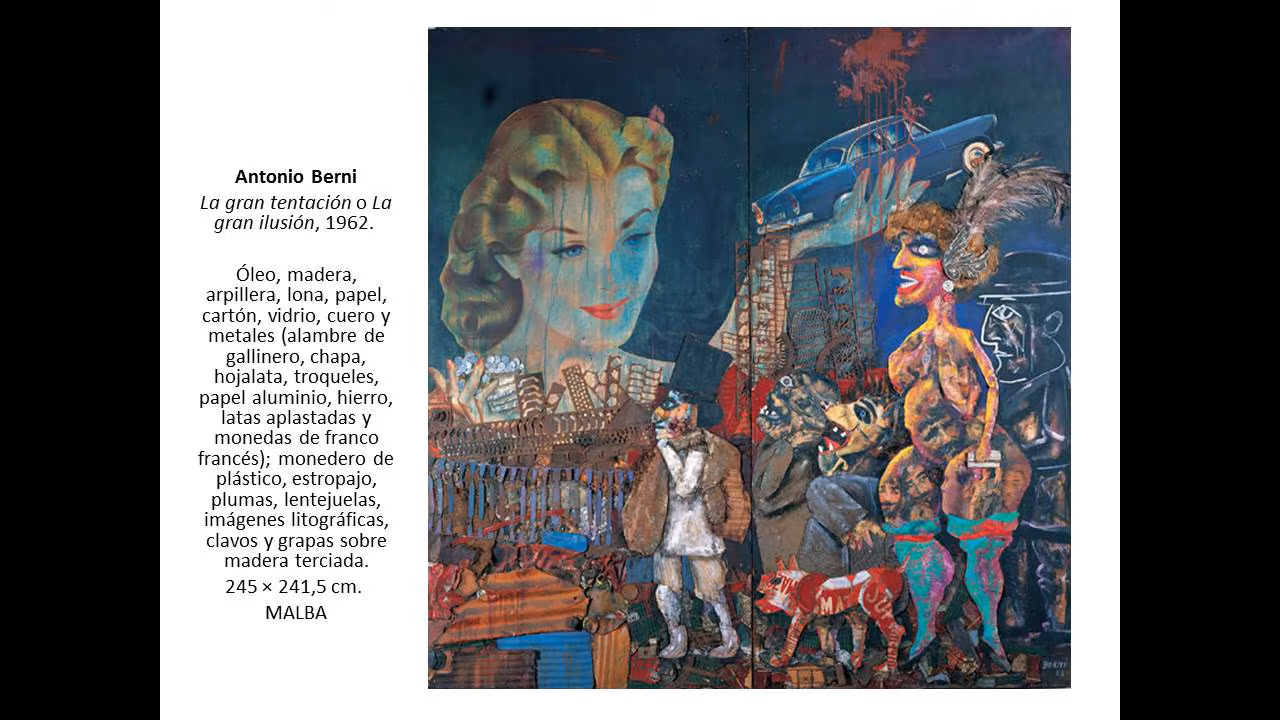 Antonio Berni
La gran tentación o La
gran ilusión, 1962.
Óleo, madera,
arpillera, lona, papel,
cartón, vidrio, cuero y
metales (alambre de
gallinero, chapa,
hojalata, troqueles,
papel aluminio, hierro,
latas aplastadas y
monedas de franco
francés); monedero de
plástico, estropajo,
plumas, lentejuelas,
imágenes litográficas,
clavos y grapas sobre
madera terciada.
245 × 241,5 cm.
MALBA